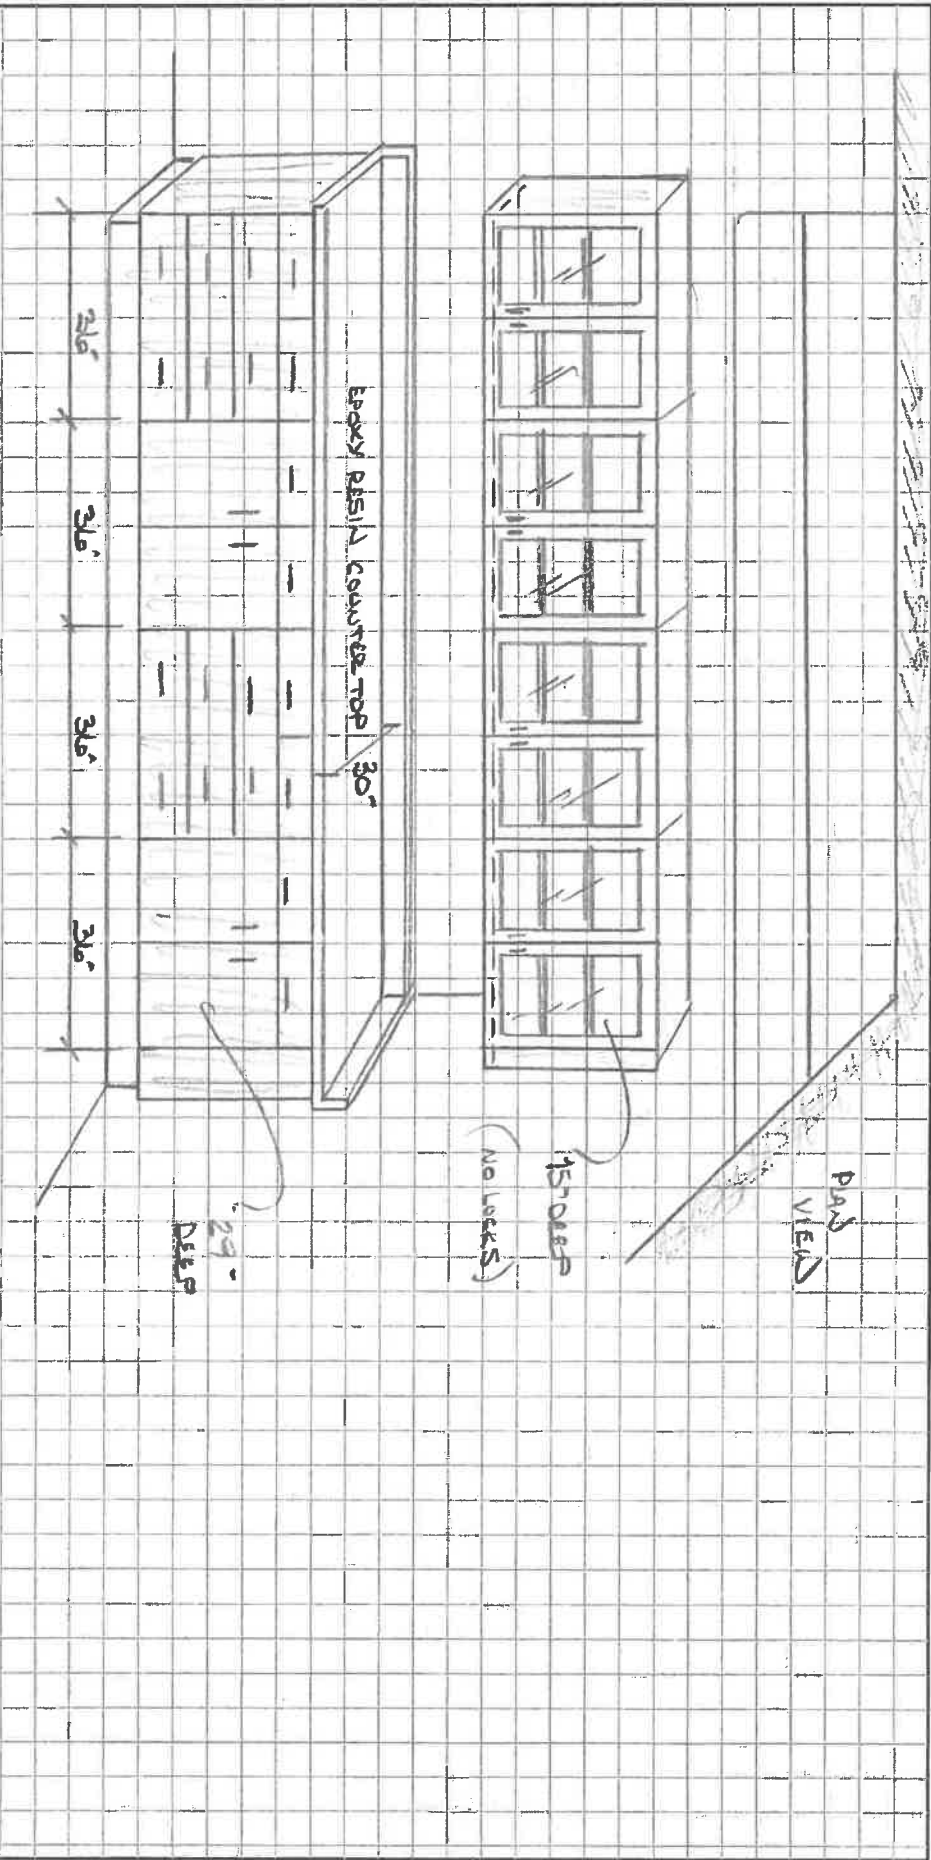 PLAN
VIEW
15" DEEP
(NO LOCKS)
EPOXY RESIN COUNTER TOP
30"
29"
DEEP
36"
36"
36"
36"